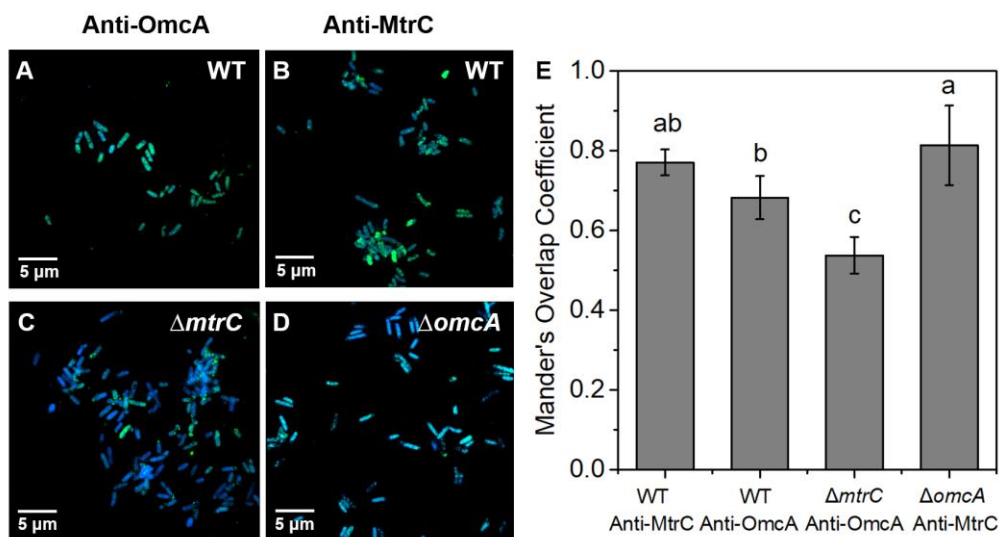 Anti-OmcA
Anti-MtrC
A
WT
5 µm
B
WT
5 µm
C
ΔmtrC
5 µm
D
ΔomcA
5 µm
E
Mander's Overlap Coefficient
1.0
0.8
0.6
0.4
0.2
0.0
ab
b
c
a
WT
Anti-MtrC
WT
Anti-OmcA
ΔmtrC
Anti-OmcA
ΔomcA
Anti-MtrC